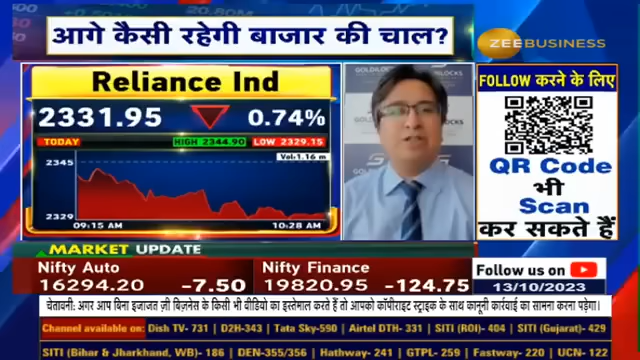 आगे कैसी रहेगी बाजार की चाल?
ZEE BUSINESS
Reliance Ind
2331.95 0.74%
TODAY HIGH 2344.90 LOW 2329.15
Vol:1.16 m
2345
2329
09:15 AM 10:28 AM
GOLDILOCKS
FOLLOW करने के लिए
QR Code
भी
Scan
कर सकते हैं
MARKET UPDATE
Nifty Auto
16294.20 -7.50
Nifty Finance
19820.95 -124.75
Follow us on
13/10/2023
चेतावनी: अगर आप बिना इजाजत ज़ी बिज़नेस के किसी भी वीडियो का इस्तेमाल करते हैं तो आपको कॉपीराइट स्ट्राइक के साथ कानूनी कार्रवाई का सामना करना पड़ेगा।
Channel available on: Dish TV- 731 | D2H-343 | Tata Sky-590 | Airtel DTH- 331 | SITI (ROI) - 404 | SITI (Gujarat) - 429
SITI (Bihar & Jharkhand, WB)- 186 | DEN-355/356 | Hathway- 241 | GTPL- 259 | Fastway- 220 | UCN- 122